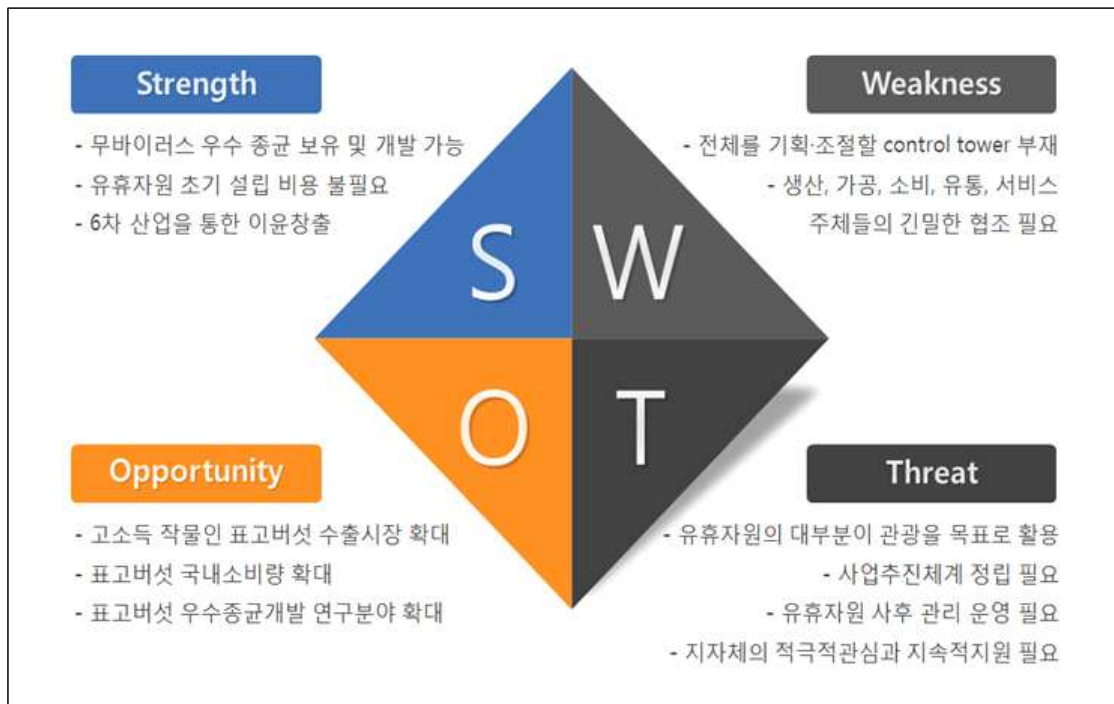 Strength
- 무바이러스 우수 종균 보유 및 개발 가능
- 유휴자원 초기 설립 비용 불필요
- 6차 산업을 통한 이윤창출
Weakness
- 전체를 기획·조절할 control tower 부재
- 생산, 가공, 소비, 유통, 서비스
주체들의 긴밀한 협조 필요
S
W
O
T
Opportunity
- 고소득 작물인 표고버섯 수출시장 확대
- 표고버섯 국내소비량 확대
- 표고버섯 우수종균개발 연구분야 확대
Threat
- 유휴자원의 대부분이 관광을 목표로 활용
- 사업추진체계 정립 필요
- 유휴자원 사후 관리 운영 필요
- 지자체의 적극적관심과 지속적지원 필요